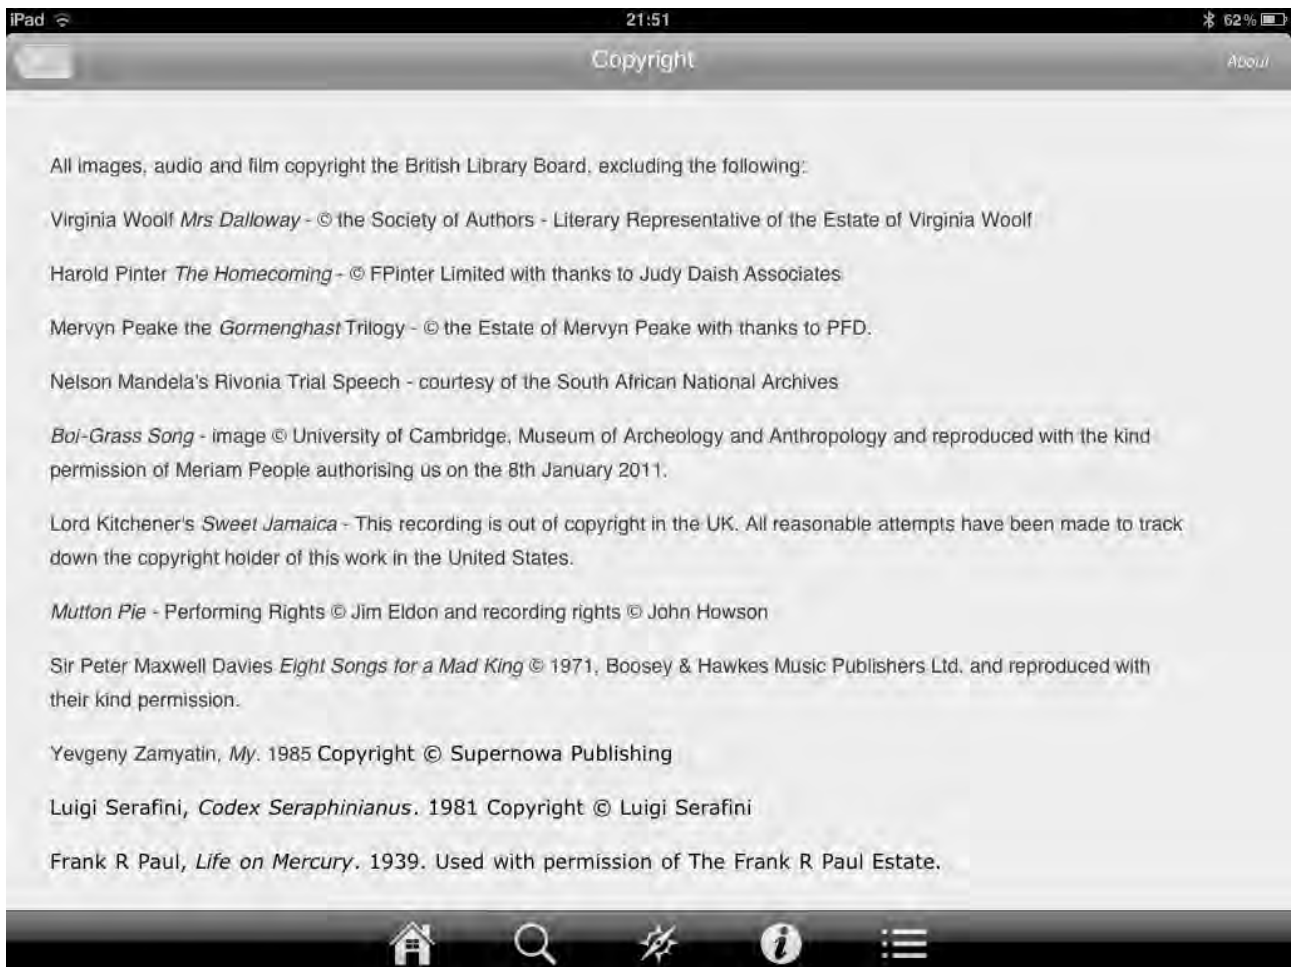 iPad 21:51 62%
Copyright About
All images, audio and film copyright the British Library Board, excluding the following:
Virginia Woolf Mrs Dalloway - © the Society of Authors - Literary Representative of the Estate of Virginia Woolf
Harold Pinter The Homecoming - © FPinter Limited with thanks to Judy Daish Associates
Mervyn Peake the Gormenghast Trilogy - © the Estate of Mervyn Peake with thanks to PFD.
Nelson Mandela's Rivonia Trial Speech - courtesy of the South African National Archives
Boi-Grass Song - image © University of Cambridge, Museum of Archeology and Anthropology and reproduced with the kind
permission of Meriam People authorising us on the 8th January 2011.
Lord Kitchener's Sweet Jamaica - This recording is out of copyright in the UK. All reasonable attempts have been made to track
down the copyright holder of this work in the United States.
Mutton Pie - Performing Rights © Jim Eldon and recording rights © John Howson
Sir Peter Maxwell Davies Eight Songs for a Mad King © 1971, Boosey & Hawkes Music Publishers Ltd. and reproduced with
their kind permission.
Yevgeny Zamyatin, My. 1985 Copyright © Supernowa Publishing
Luigi Serafini, Codex Seraphinianus. 1981 Copyright © Luigi Serafini
Frank R Paul, Life on Mercury. 1939. Used with permission of The Frank R Paul Estate.